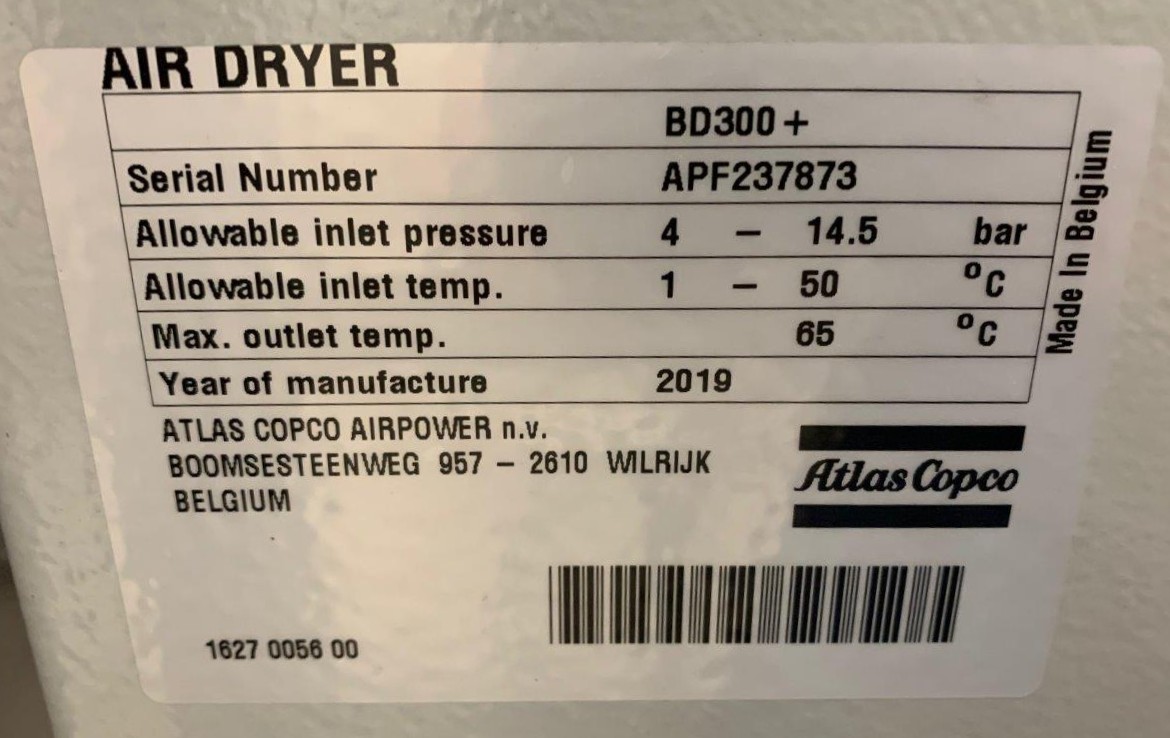 AIR DRYER
BD300+
Serial Number APF237873
Allowable inlet pressure 4 – 14.5 bar
Allowable inlet temp. 1 – 50 °C
Max. outlet temp. 65 °C
Year of manufacture 2019
Made In Belgium
ATLAS COPCO AIRPOWER n.v.
BOOMSESTEENWEG 957 – 2610 WILRIJK
BELGIUM
Atlas Copco
1627 0056 00